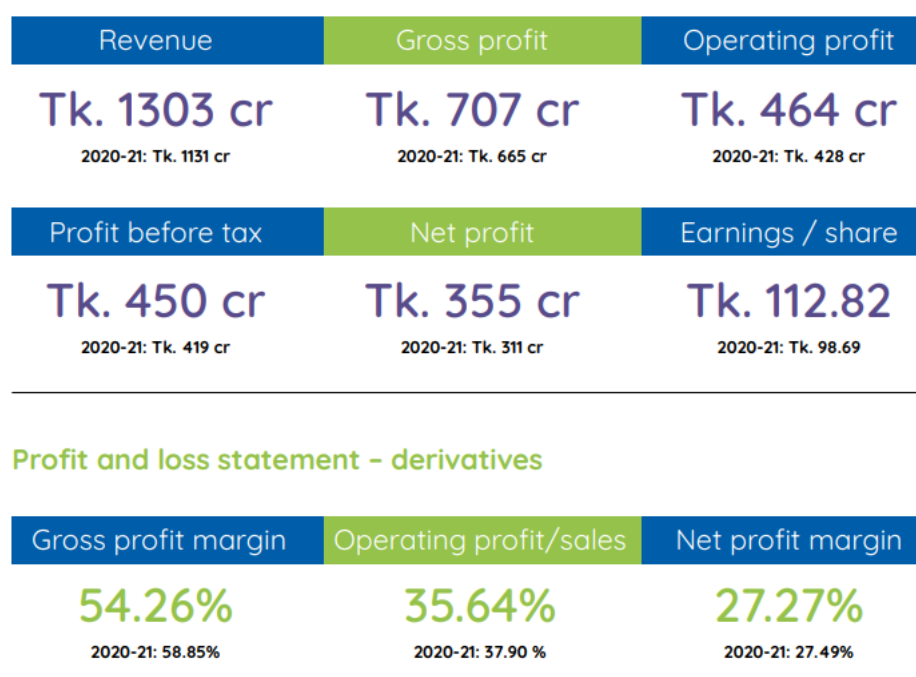 Revenue Gross profit Operating profit
Tk. 1303 cr Tk. 707 cr Tk. 464 cr
2020-21: Tk. 1131 cr 2020-21: Tk. 665 cr 2020-21: Tk. 428 cr
Profit before tax Net profit Earnings / share
Tk. 450 cr Tk. 355 cr Tk. 112.82
2020-21: Tk. 419 cr 2020-21: Tk. 311 cr 2020-21: Tk. 98.69
Profit and loss statement – derivatives
Gross profit margin Operating profit/sales Net profit margin
54.26% 35.64% 27.27%
2020-21: 58.85% 2020-21: 37.90 % 2020-21: 27.49%